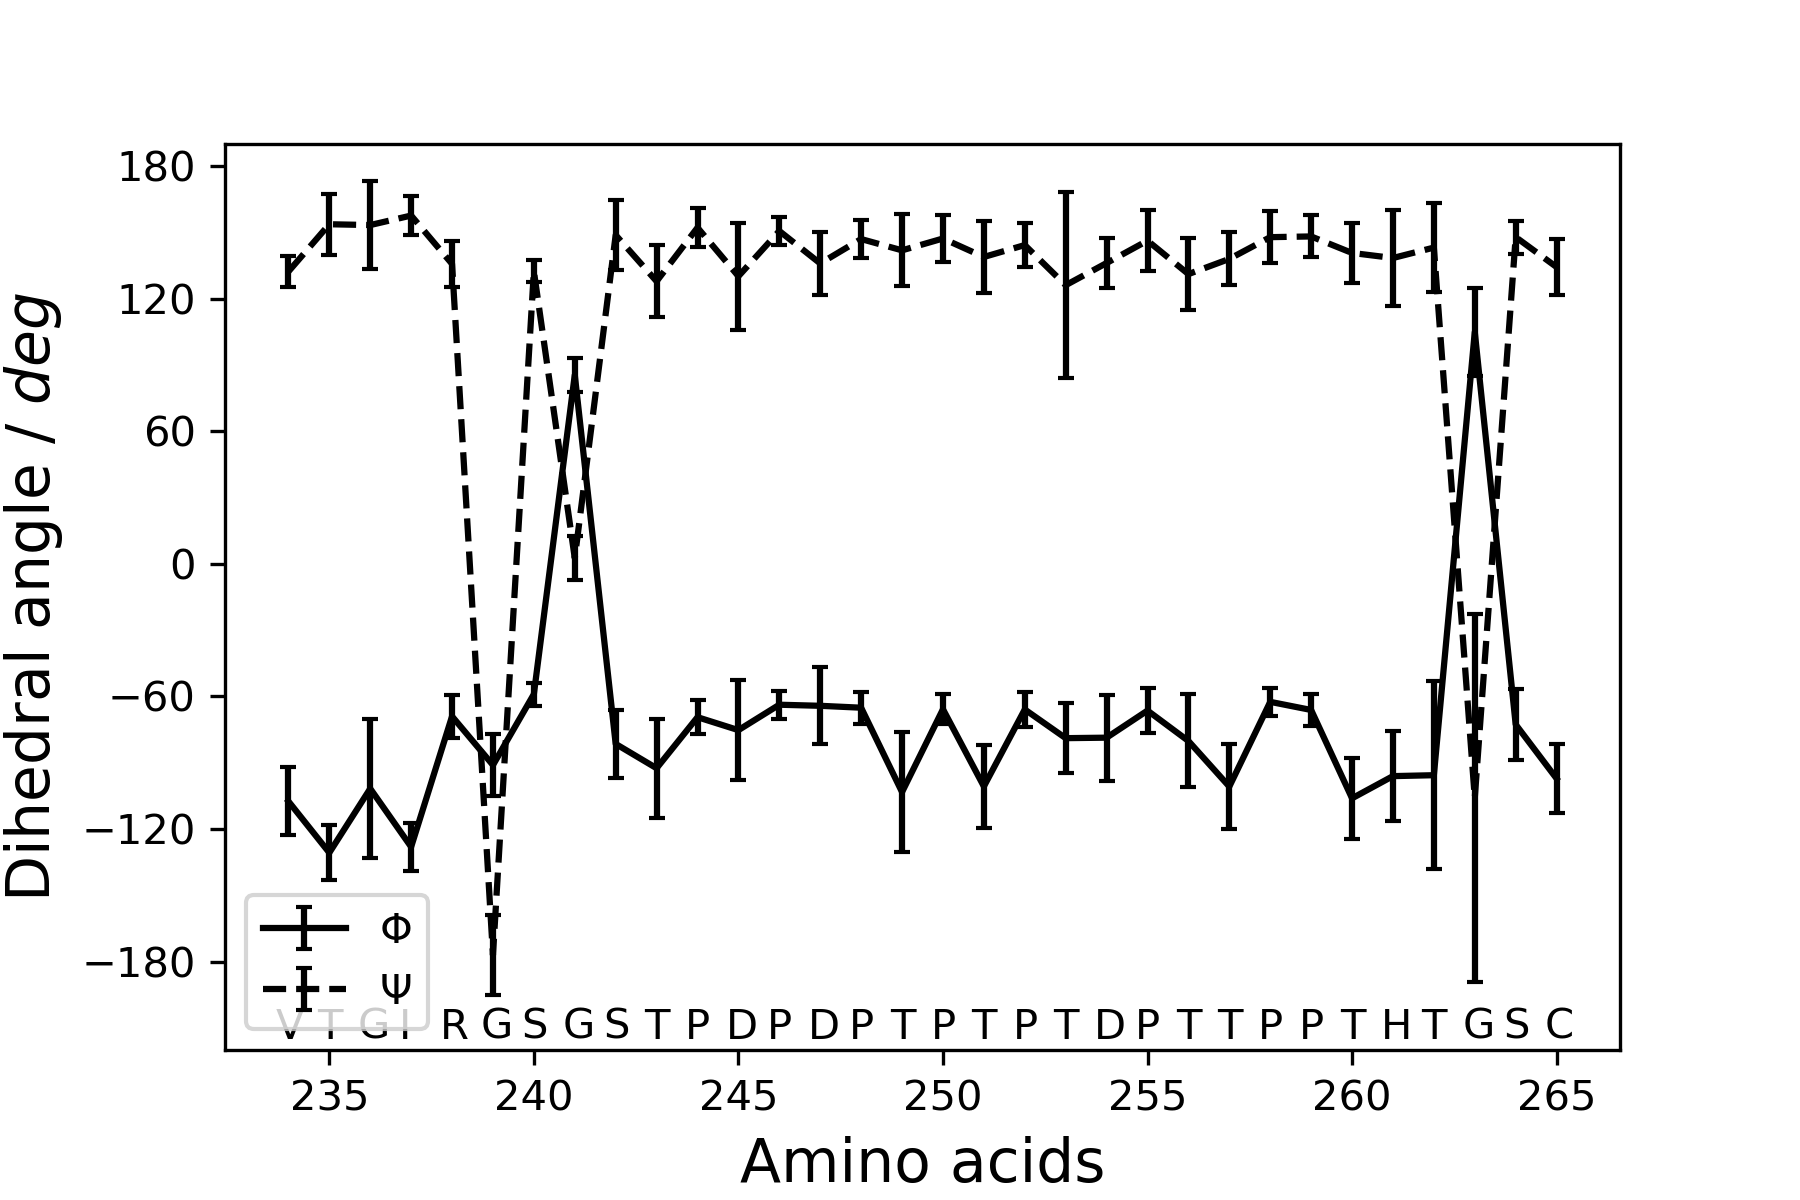 180
120
60
0
−60
−120
−180
Dihedral angle / deg
Φ
Ψ
V T G I R G S G S T P D P D P T P T P T D P T T P P T H T G S C
235 240 245 250 255 260 265
Amino acids